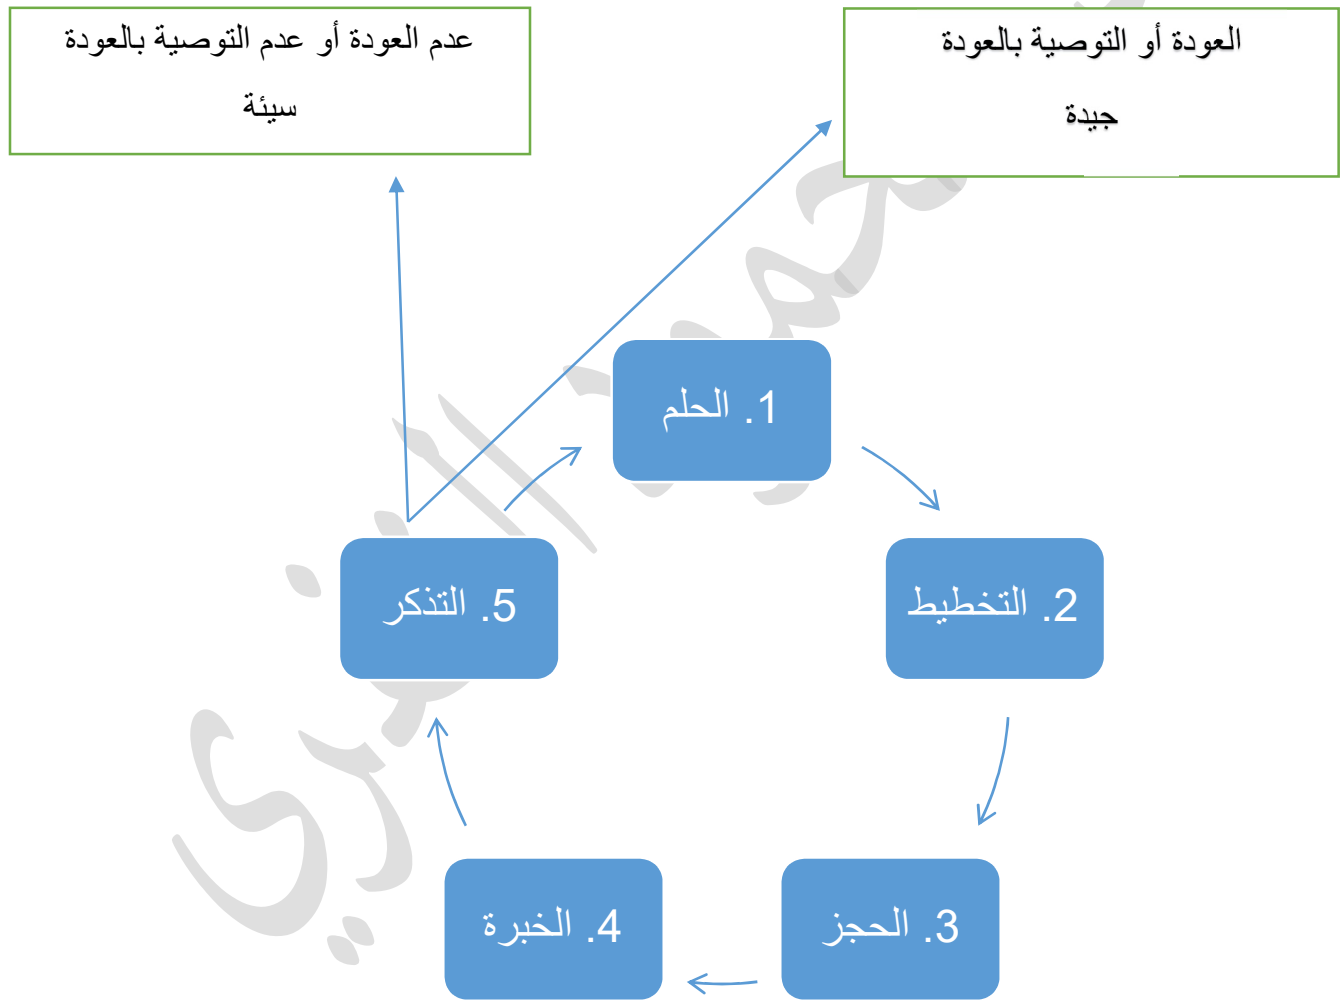 العودة أو التوصية بالعودة
جيدة
عدم العودة أو عدم التوصية بالعودة
سيئة
1. الحلم
2. التخطيط
3. الحجز
4. الخبرة
5. التذكر